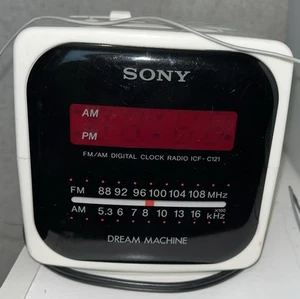 SONY
AM
PM
FM/AM DIGITAL CLOCK RADIO ICF-C121
FM 88 92 96 100 104 108 MHz
AM 5.3 6 7 8 10 13 16 x100 kHz
DREAM MACHINE